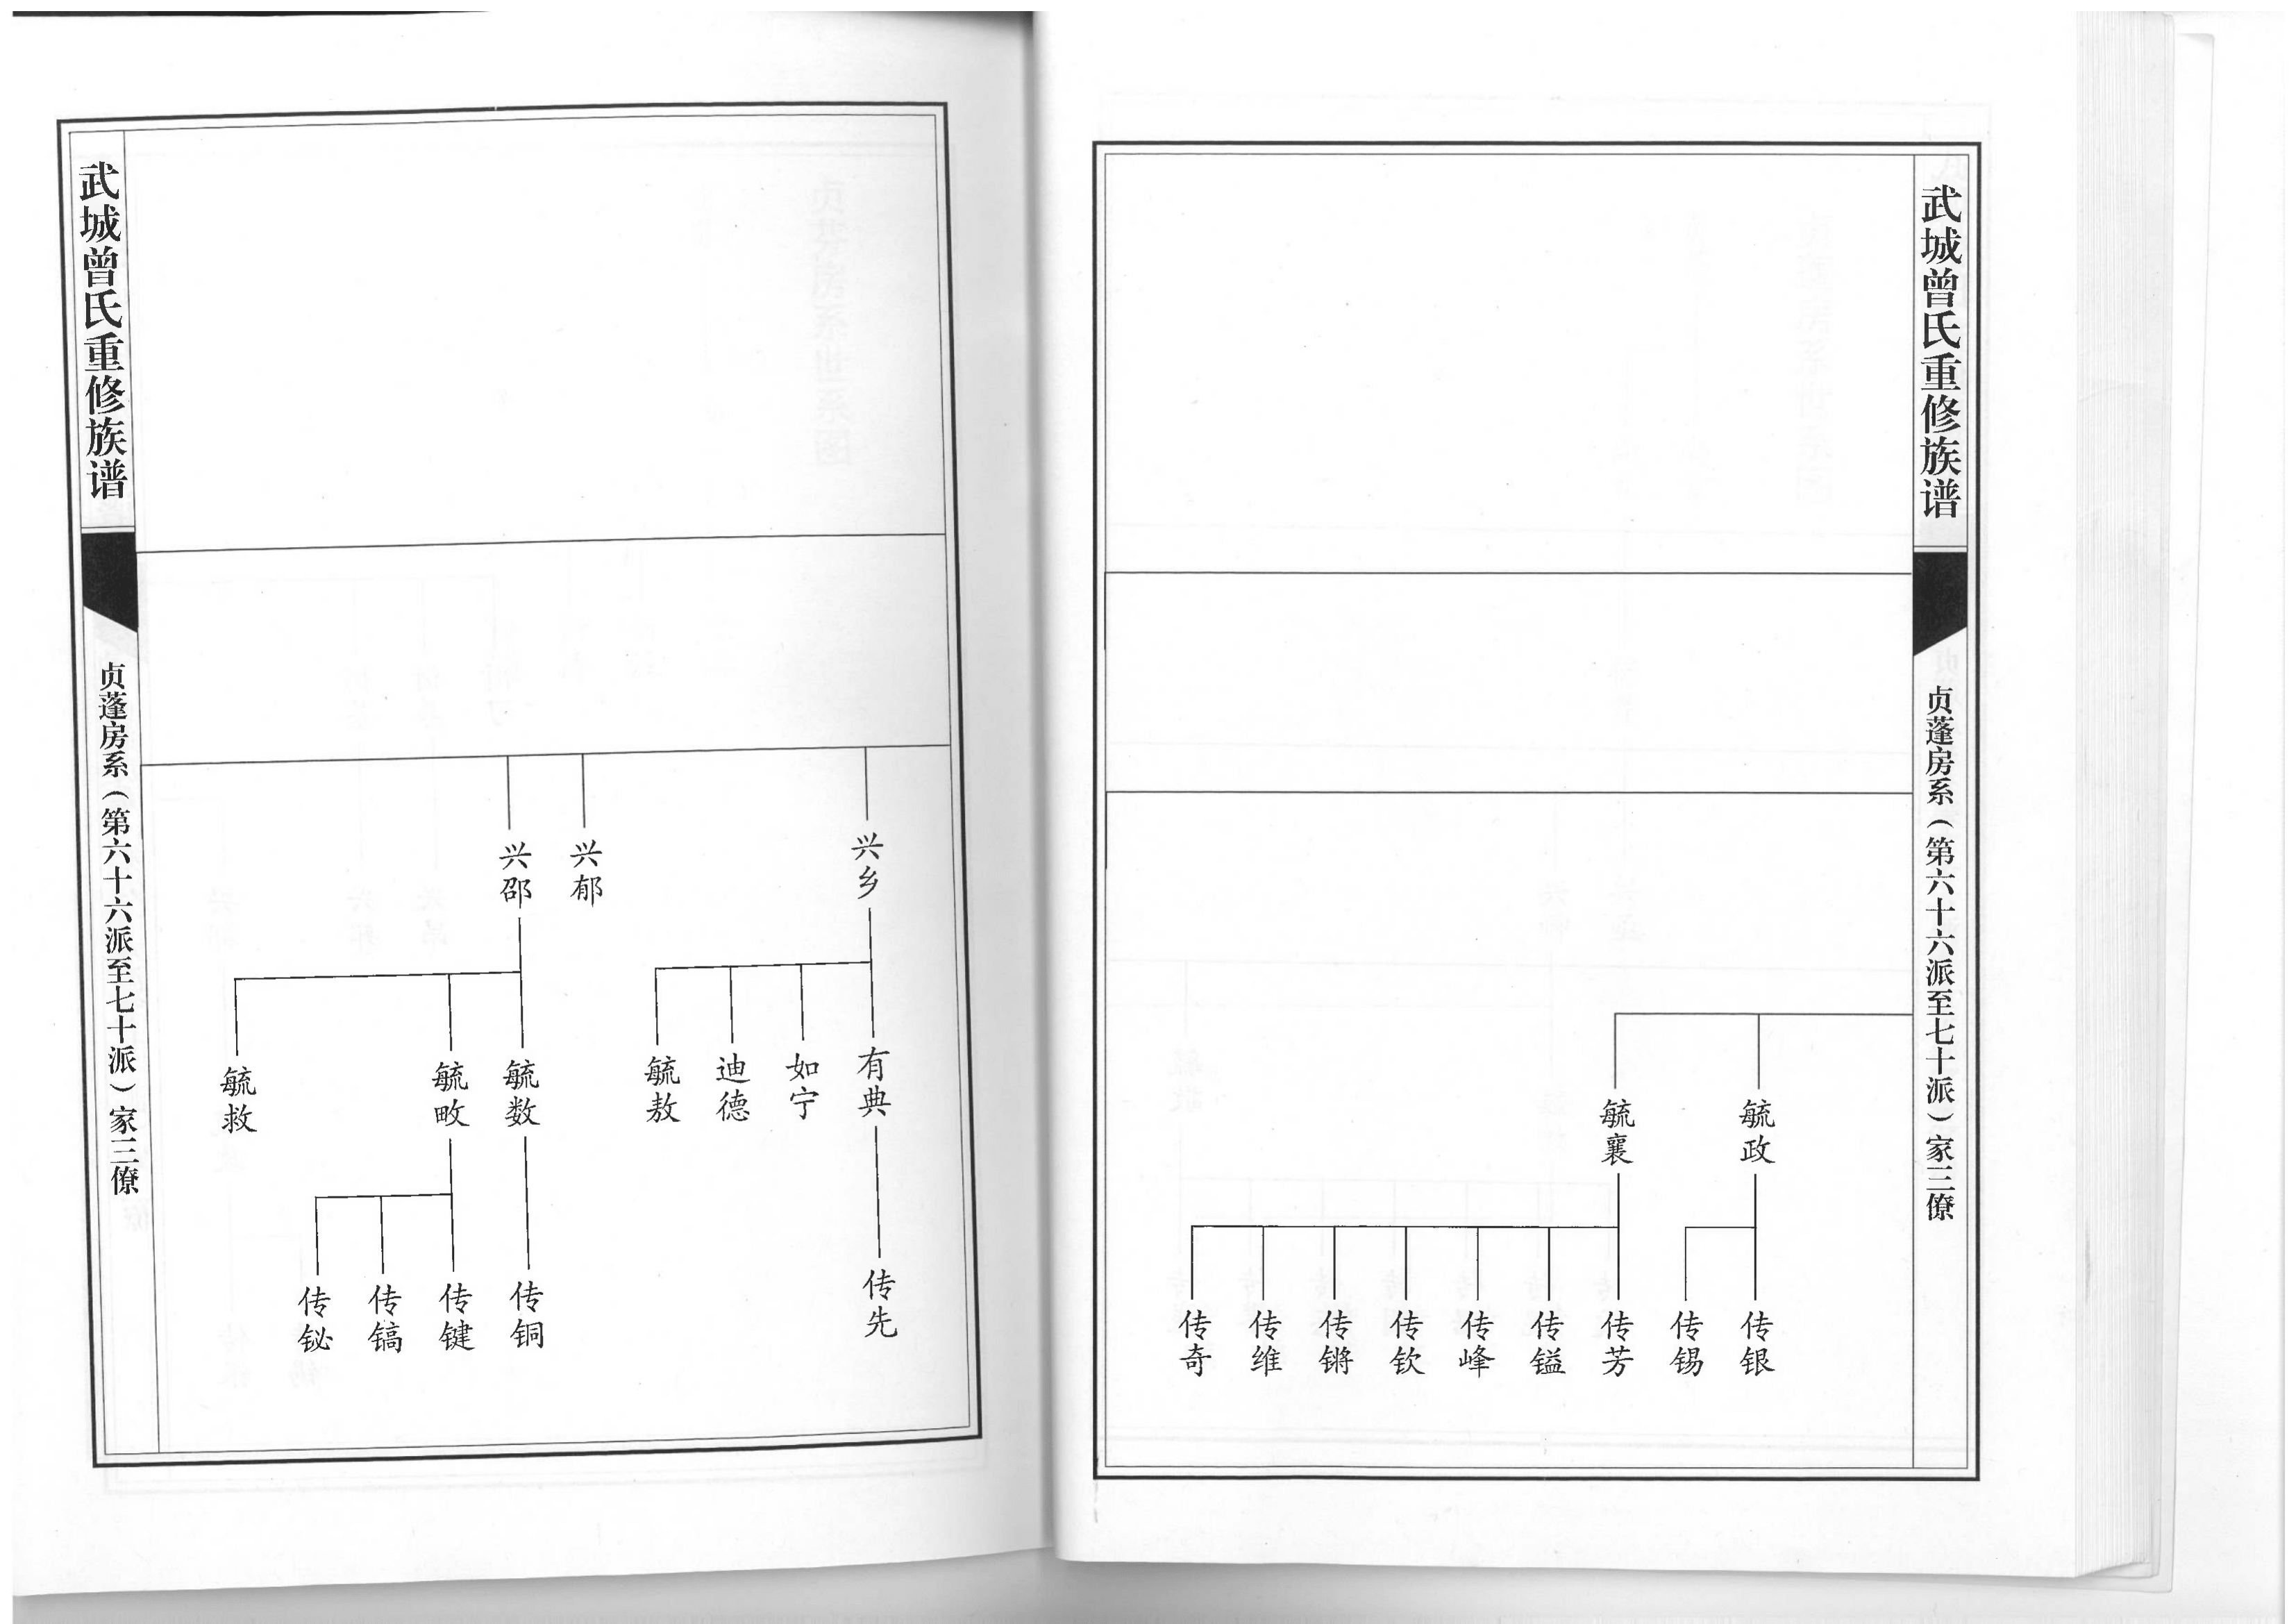 武城曾氏重修族谱
贞蓬房系（第六十六派至七十派）家三僚
毓政
毓襄
传银
传锡
传芳
传镒
传峰
传钦
传锵
传维
传奇
兴乡
兴郁
兴邵
有典
如宁
迪德
毓敖
毓数
毓畋
毓救
传先
传铜
传键
传镐
传铋
武城曾氏重修族谱
贞蓬房系（第六十六派至七十派）家三僚